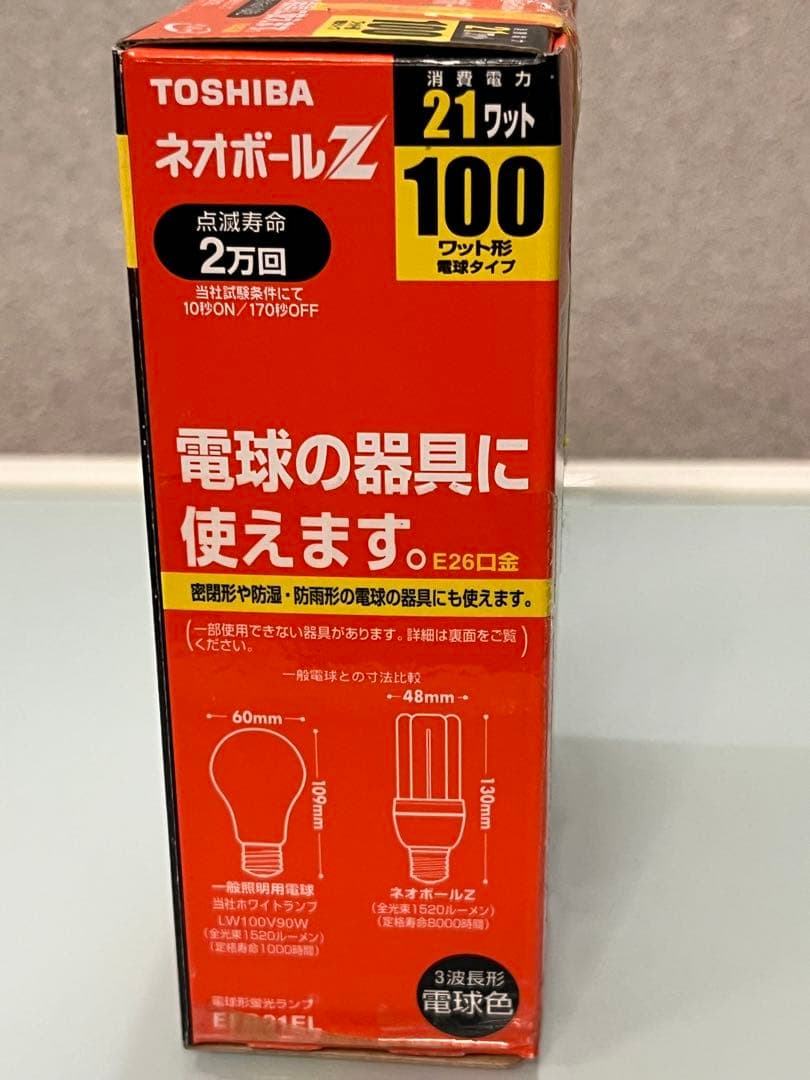 TOSHIBA
ネオボールZ
消費電力
21ワット
100
ワット形
電球タイプ
点滅寿命
2万回
当社試験条件にて
10秒ON/170秒OFF
電球の器具に
使えます。E26口金
密閉形や防湿・防雨形の電球の器具にも使えます。
(一部使用できない器具があります。詳細は裏面をご覧
ください。)
一般電球との寸法比較
60mm
48mm
109mm
130mm
一般照明用電球
当社ホワイトランプ
LW100V90W
(全光束1520ルーメン)
(定格寿命1000時間)
ネオボールZ
(全光束1520ルーメン)
(定格寿命8000時間)
3波長形
電球色
電球形蛍光ランプ